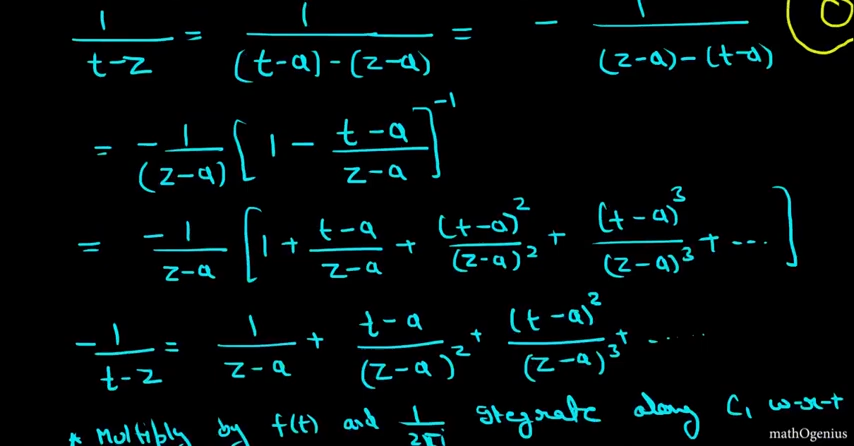 1/(t-z) = 1/((t-a)-(z-a)) = - 1/((z-a)-(t-a))
= -1/(z-a) [1 - (t-a)/(z-a)]^-1
= -1/(z-a) [1 + (t-a)/(z-a) + (t-a)^2/(z-a)^2 + (t-a)^3/(z-a)^3 + ...]
-1/(t-z) = 1/(z-a) + (t-a)/(z-a)^2 + (t-a)^2/(z-a)^3 + ......
* Multiply by f(t) and 1/2πi gtegrate along C₁ w-r-t
mathOgenius